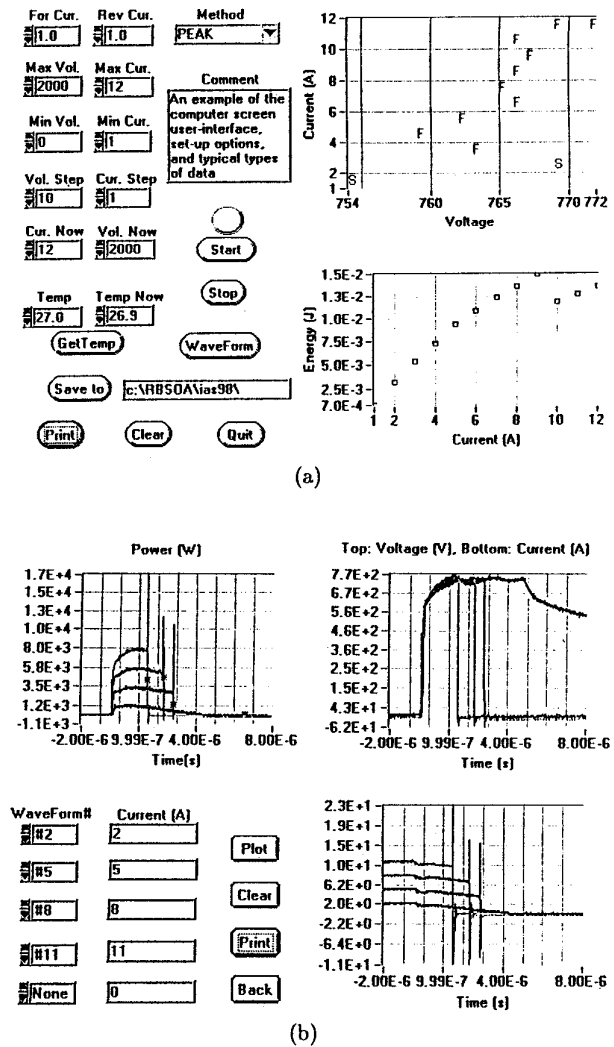 For Cur. Rev Cur. Method
1.0 1.0 PEAK
Max Vol. Max Cur. Comment
2000 12
An example of the
computer screen
user-interface,
set-up options,
and typical types
of data
Min Vol. Min Cur.
0 1
Vol. Step Cur. Step
10 1
Cur. Now Vol. Now
12 2000
Start
Stop
Temp Temp Now
27.0 26.9
GetTemp WaveForm
Save to c:\RBSOA\ias98\
Print Clear Quit
Current (A)
12
10
8
6
4
2
1
F F
F
F
F
F
F
F
F
F
S
S
754 760 765 770 772
Voltage
Energy (J)
1.5E-2
1.3E-2
1.0E-2
7.5E-3
5.0E-3
2.5E-3
7.0E-4
1 2 4 6 8 10 12
Current (A)
(a)
Power (W)
1.7E+4
1.5E+4
1.4E+4
1.0E+4
8.0E+3
5.8E+3
3.5E+3
1.2E+3
-1.1E+3
-2.00E-6 9.99E-7 4.00E-6 8.00E-6
Time(s)
Top: Voltage (V), Bottom: Current (A)
7.7E+2
6.7E+2
5.6E+2
4.6E+2
3.6E+2
2.5E+2
1.5E+2
4.3E+1
-6.2E+1
-2.00E-6 9.99E-7 4.00E-6 8.00E-6
Time (s)
WaveForm# Current (A)
#2 2
#5 5
#8 8
#11 11
None 0
Plot
Clear
Print
Back
2.3E+1
1.9E+1
1.5E+1
1.0E+1
6.2E+0
2.0E+0
-2.2E+0
-6.4E+0
-1.1E+1
-2.00E-6 9.99E-7 4.00E-6 8.00E-6
Time (s)
(b)